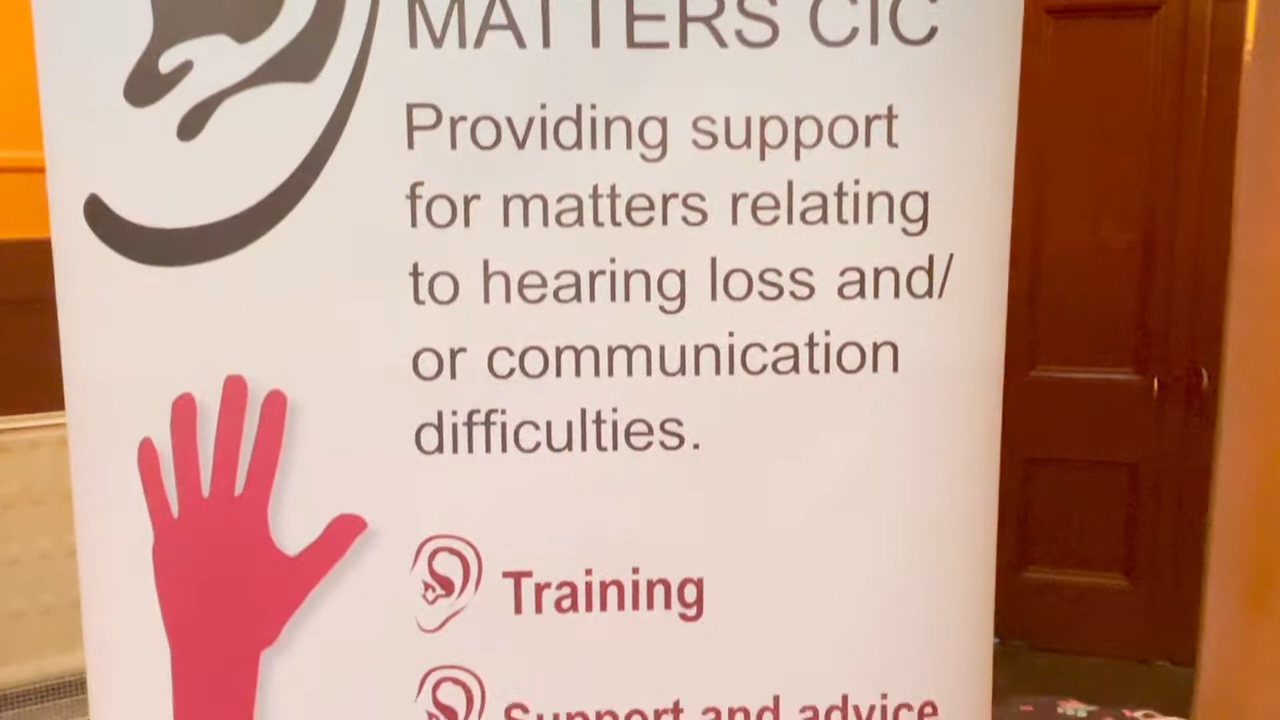 MATTERS CIC
Providing support
for matters relating
to hearing loss and/
or communication
difficulties.
Training
Support and advice